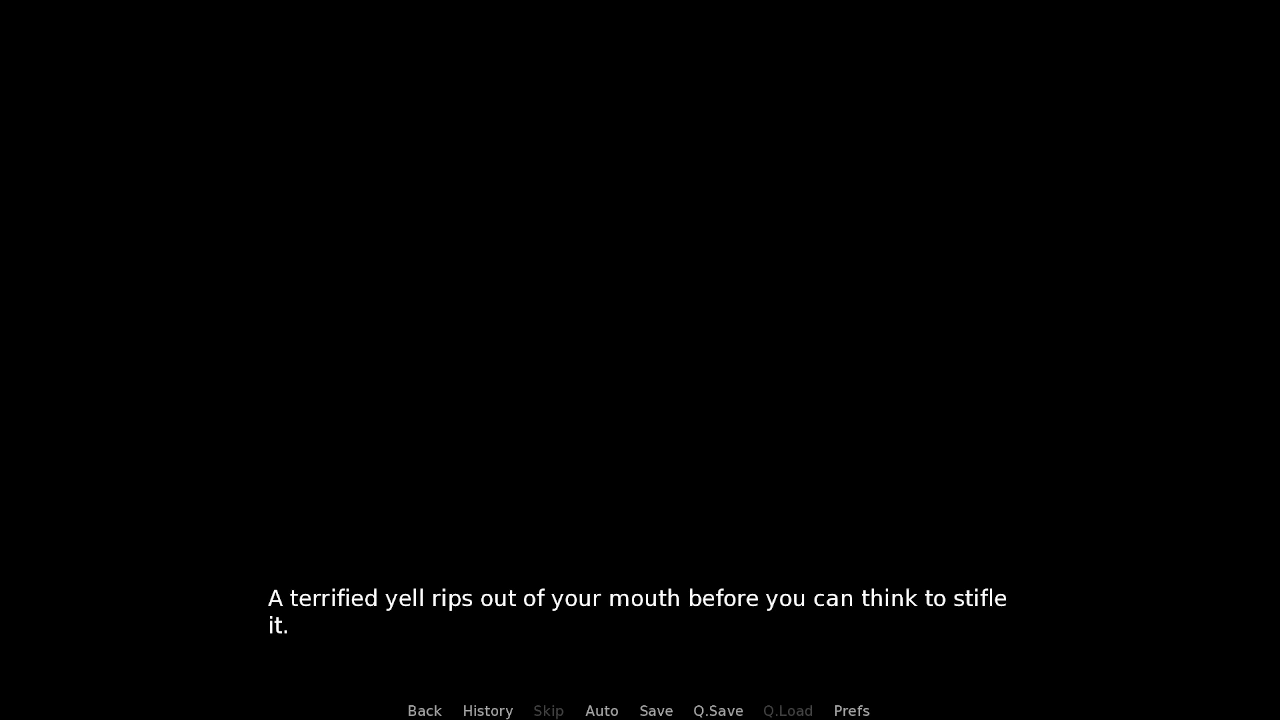 A terrified yell rips out of your mouth before you can think to stifle
it.
Back History Skip Auto Save Q.Save Q.Load Prefs